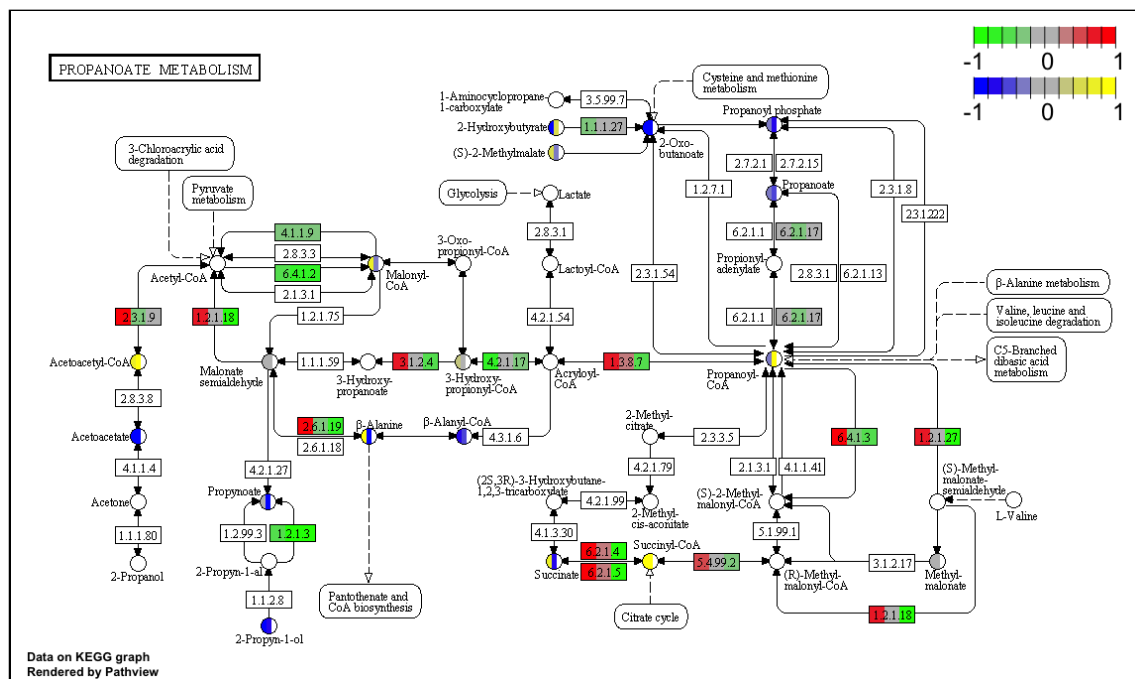 PROPANOATE METABOLISM
-1 0 1
-1 0 1
Cysteine and methionine
metabolism
1-Aminocyclopropane
1-carboxylate
3.5.99.7
Propanoyl phosphate
2-Hydroxybutyrate
1.1.1.27
2-Oxo-
butanoate
(S)-2-Methylmalate
3-Chloroacrylic acid
degradation
Pyruvate
metabolism
Glycolysis
Lactate
2.7.2.1
2.7.2.15
1.2.7.1
2.3.1.8
Propanoate
2.3.1.222
4.1.1.9
2.8.3.3
6.4.1.2
2.1.3.1
Acetyl-CoA
Malonyl-
CoA
3-Oxo-
propionyl-CoA
2.8.3.1
6.2.1.1
6.2.1.17
Lactoyl-CoA
Propionyl-
adenylate
2.3.1.54
2.8.3.1
6.2.1.13
β-Alanine metabolism
2.3.1.9
1.2.1.18
1.2.1.75
4.2.1.54
6.2.1.1
6.2.1.17
Valine, leucine and
isoleucine degradation
Acetoacetyl-CoA
Malonate
semialdehyde
1.1.1.59
3-Hydroxy-
propanoate
3.1.2.4
3-Hydroxy-
propionyl-CoA
4.2.1.17
Acryloyl-
CoA
1.3.8.7
Propanoyl-
CoA
C5-Branched
dibasic acid
metabolism
2.8.3.8
2.6.1.19
2.6.1.18
β-Alanine
β-Alanyl-CoA
4.3.1.6
2-Methyl-
citrate
2.3.3.5
6.4.1.3
1.2.1.27
Acetoacetate
4.1.1.4
4.2.1.27
4.2.1.79
2.1.3.1
4.1.1.41
(S)-Methyl-
malonate-
semialdehyde
Propynoate
(2S,3R)-3-Hydroxybutane-
1,2,3-tricarboxylate
4.2.1.99
2-Methyl-
cis-aconitate
(S)-2-Methyl-
malonyl-CoA
L-Valine
Acetone
1.1.1.80
1.2.99.3
1.2.1.3
4.1.3.30
5.1.99.1
2-Propanol
2-Propyn-1-al
Succinate
6.2.1.4
6.2.1.5
Succinyl-CoA
5.4.99.2
(R)-Methyl-
malonyl-CoA
3.1.2.17
Methyl-
malonate
1.1.2.8
Pantothenate and
CoA biosynthesis
Citrate cycle
1.2.1.18
2-Propyn-1-ol
Data on KEGG graph
Rendered by Pathview